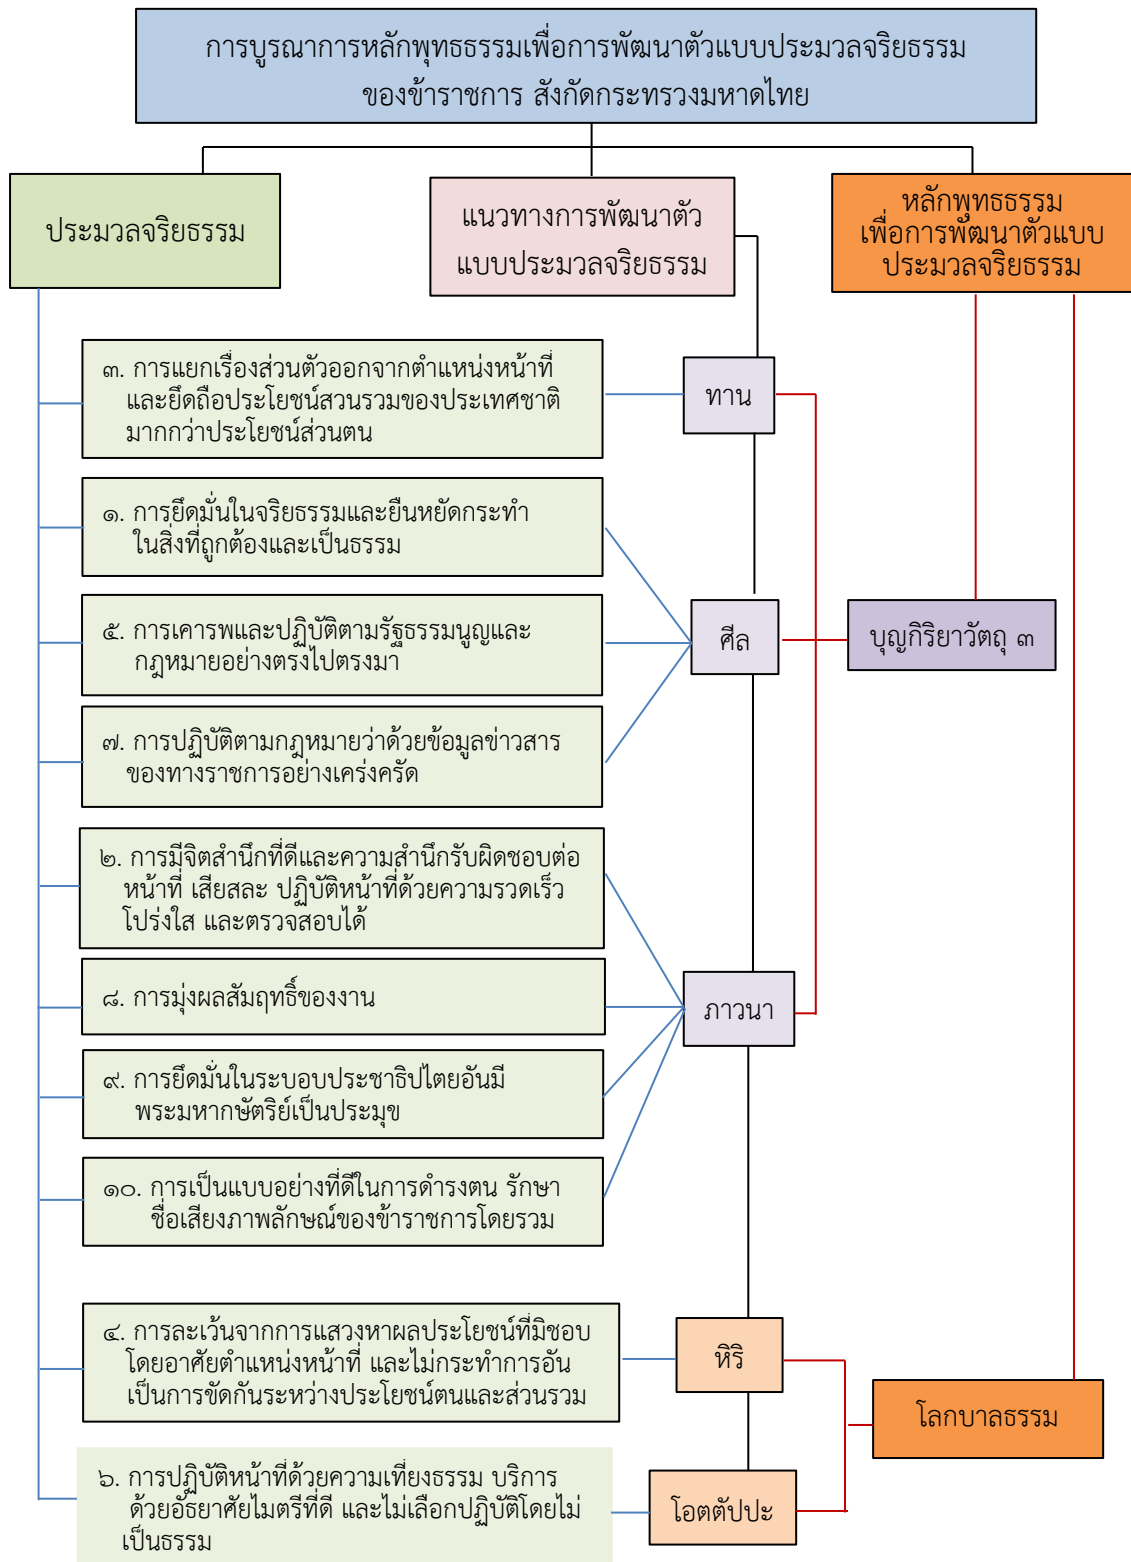 การบูรณาการหลักพุทธธรรมเพื่อการพัฒนาตัวแบบประมวลจริยธรรม
ของข้าราชการ สังกัดกระทรวงมหาดไทย
ประมวลจริยธรรม
แนวทางการพัฒนาตัว
แบบประมวลจริยธรรม
หลักพุทธธรรม
เพื่อการพัฒนาตัวแบบ
ประมวลจริยธรรม
๓. การแยกเรื่องส่วนตัวออกจากตำแหน่งหน้าที่
และยึดถือประโยชน์สวนรวมของประเทศชาติ
มากกว่าประโยชน์ส่วนตน
ทาน
๑. การยึดมั่นในจริยธรรมและยืนหยัดกระทำ
ในสิ่งที่ถูกต้องและเป็นธรรม
๕. การเคารพและปฏิบัติตามรัฐธรรมนูญและ
กฎหมายอย่างตรงไปตรงมา
ศีล
บุญกิริยาวัตถุ ๓
๗. การปฏิบัติตามกฎหมายว่าด้วยข้อมูลข่าวสาร
ของทางราชการอย่างเคร่งครัด
๒. การมีจิตสำนึกที่ดีและความสำนึกรับผิดชอบต่อ
หน้าที่ เสียสละ ปฏิบัติหน้าที่ด้วยความรวดเร็ว
โปร่งใส และตรวจสอบได้
๘. การมุ่งผลสัมฤทธิ์ของงาน
ภาวนา
๙. การยึดมั่นในระบอบประชาธิปไตยอันมี
พระมหากษัตริย์เป็นประมุข
๑๐. การเป็นแบบอย่างที่ดีในการดำรงตน รักษา
ชื่อเสียงภาพลักษณ์ของข้าราชการโดยรวม
๔. การละเว้นจากการแสวงหาผลประโยชน์ที่มิชอบ
โดยอาศัยตำแหน่งหน้าที่ และไม่กระทำการอัน
เป็นการขัดกันระหว่างประโยชน์ตนและส่วนรวม
หิริ
โลกบาลธรรม
๖. การปฏิบัติหน้าที่ด้วยความเที่ยงธรรม บริการ
ด้วยอัธยาศัยไมตรีที่ดี และไม่เลือกปฏิบัติโดยไม่
เป็นธรรม
โอตตัปปะ